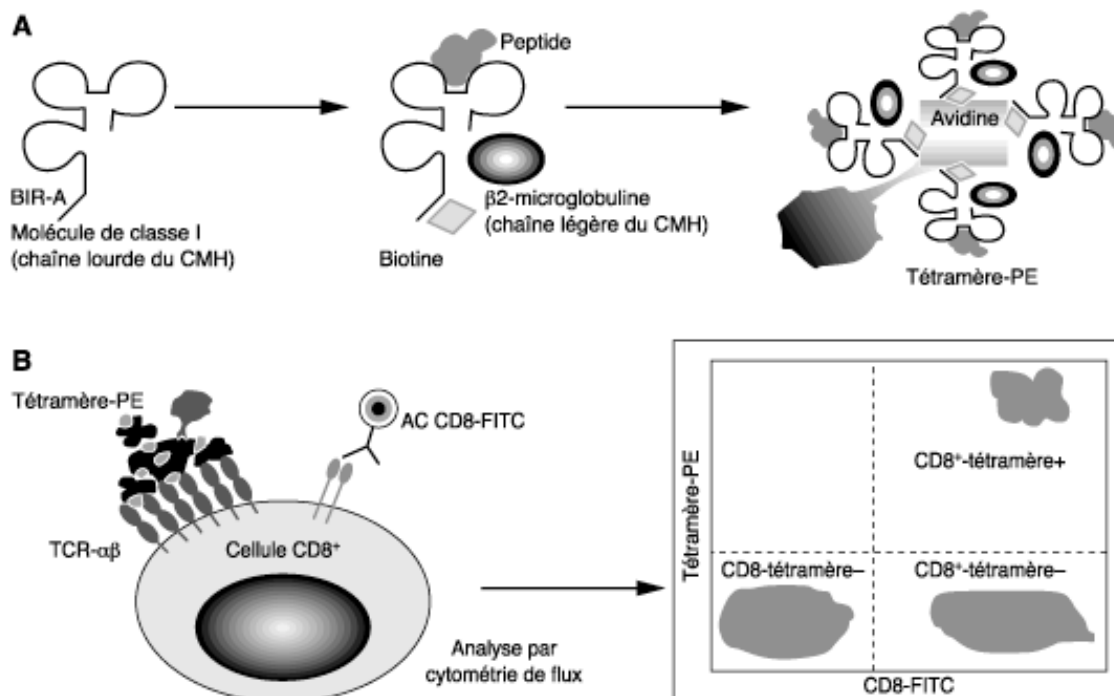 A
Peptide
BIR-A
Molécule de classe I
(chaîne lourde du CMH)
β2-microglobuline
(chaîne légère du CMH)
Biotine
Avidine
Tétramère-PE
B
Tétramère-PE
AC CD8-FITC
TCR-αβ
Cellule CD8⁺
Analyse par
cytométrie de flux
Tétramère-PE
CD8⁺-tétramère+
CD8-tétramère–
CD8⁺-tétramère–
CD8-FITC